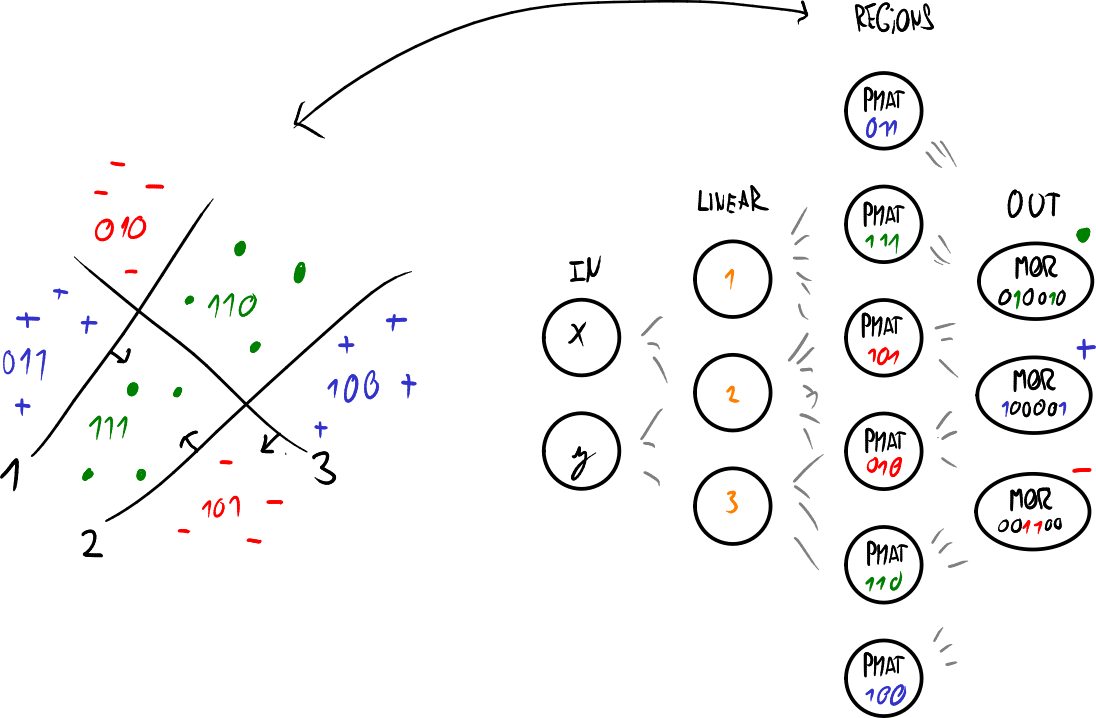 010
110
011
100
111
101
1
2
3
IN
X
y
LINEAR
1
2
3
REGIONS
PMAT
011
PMAT
111
PMAT
101
PMAT
010
PMAT
110
PMAT
100
OUT
MOR
010010
MOR
100001
MOR
001100